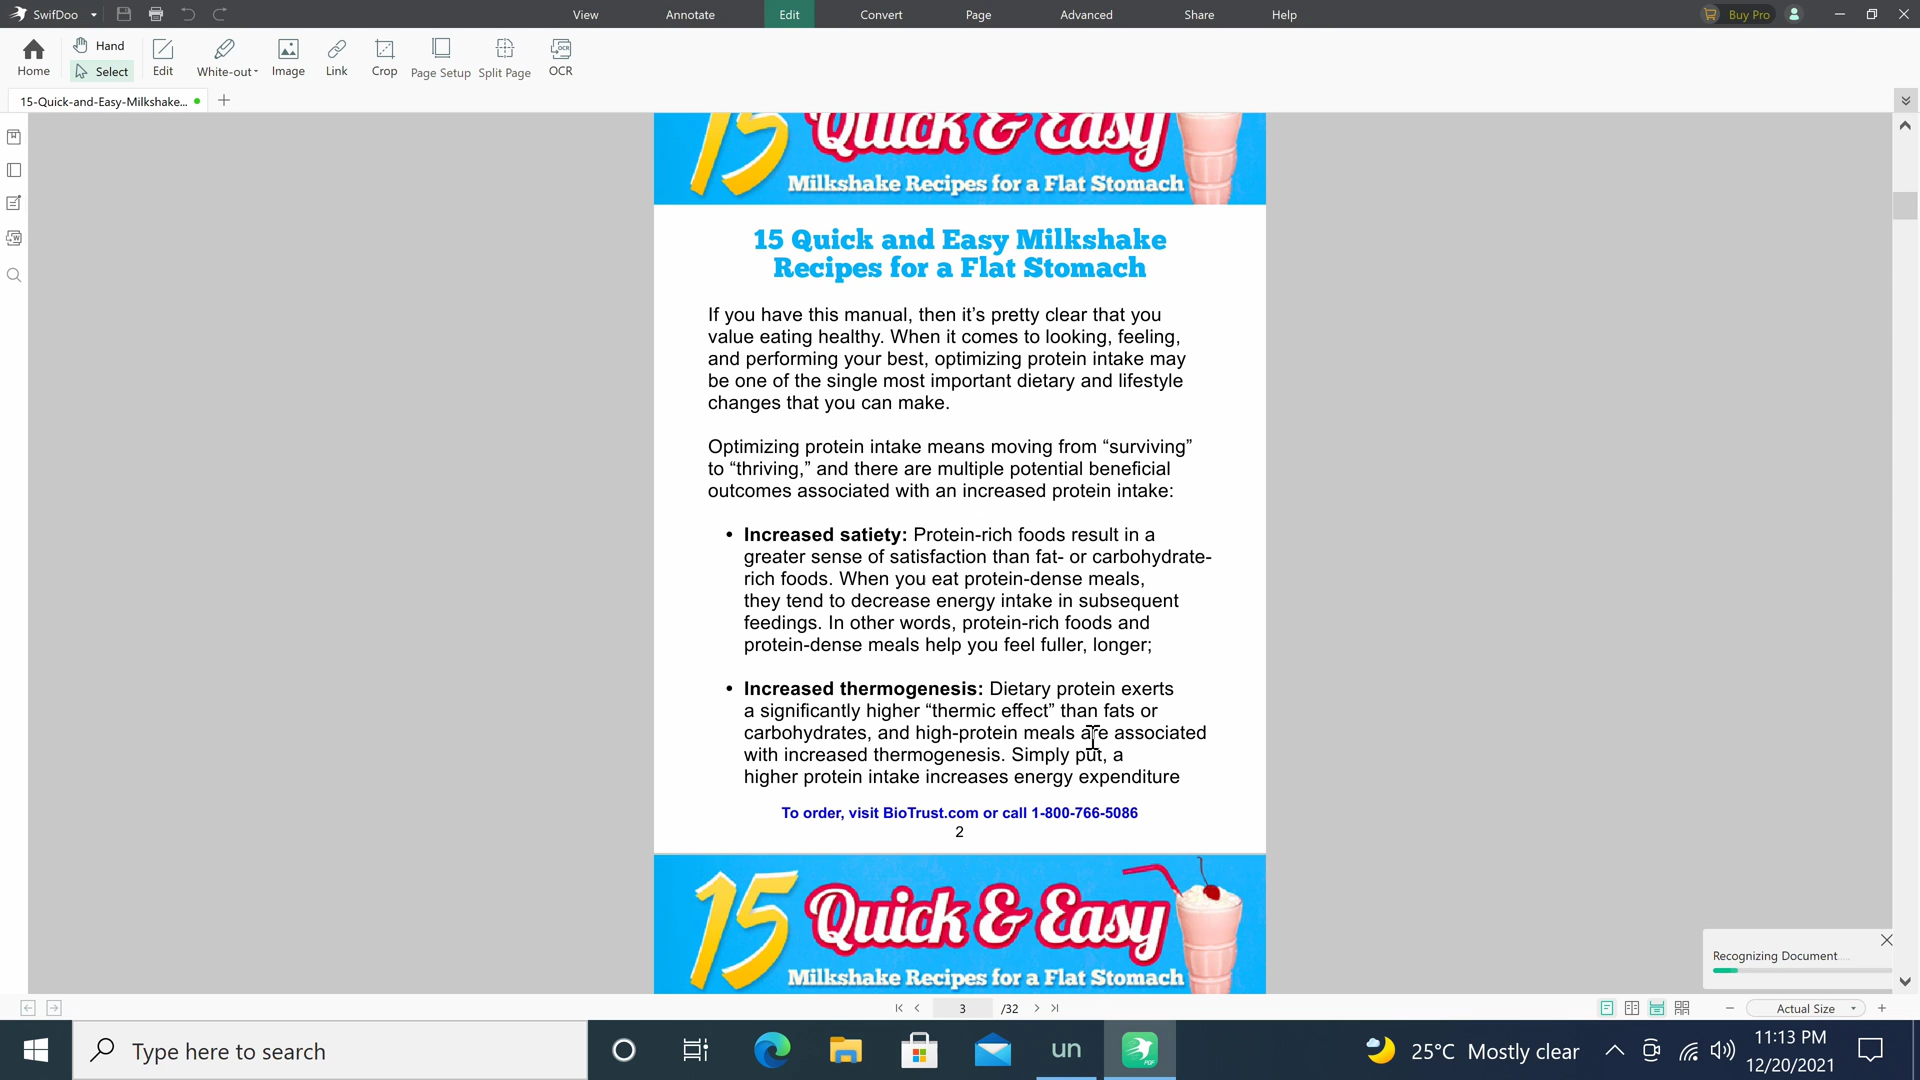 SwifDoo
View
Annotate
Edit
Convert
Page
Advanced
Share
Help
Buy Pro
Home
Hand
Select
Edit
White-out
Image
Link
Crop
Page Setup
Split Page
OCR
15-Quick-and-Easy-Milkshake...
15 Quick & Easy
Milkshake Recipes for a Flat Stomach
15 Quick and Easy Milkshake
Recipes for a Flat Stomach
If you have this manual, then it's pretty clear that you
value eating healthy. When it comes to looking, feeling,
and performing your best, optimizing protein intake may
be one of the single most important dietary and lifestyle
changes that you can make.
Optimizing protein intake means moving from “surviving”
to “thriving,” and there are multiple potential beneficial
outcomes associated with an increased protein intake:
• Increased satiety: Protein-rich foods result in a
greater sense of satisfaction than fat- or carbohydrate-
rich foods. When you eat protein-dense meals,
they tend to decrease energy intake in subsequent
feedings. In other words, protein-rich foods and
protein-dense meals help you feel fuller, longer;
• Increased thermogenesis: Dietary protein exerts
a significantly higher “thermic effect” than fats or
carbohydrates, and high-protein meals are associated
with increased thermogenesis. Simply put, a
higher protein intake increases energy expenditure
To order, visit BioTrust.com or call 1-800-766-5086
2
15 Quick & Easy
Milkshake Recipes for a Flat Stomach
Recognizing Document....
3 /32
Actual Size
Type here to search
un
25°C Mostly clear
11:13 PM
12/20/2021